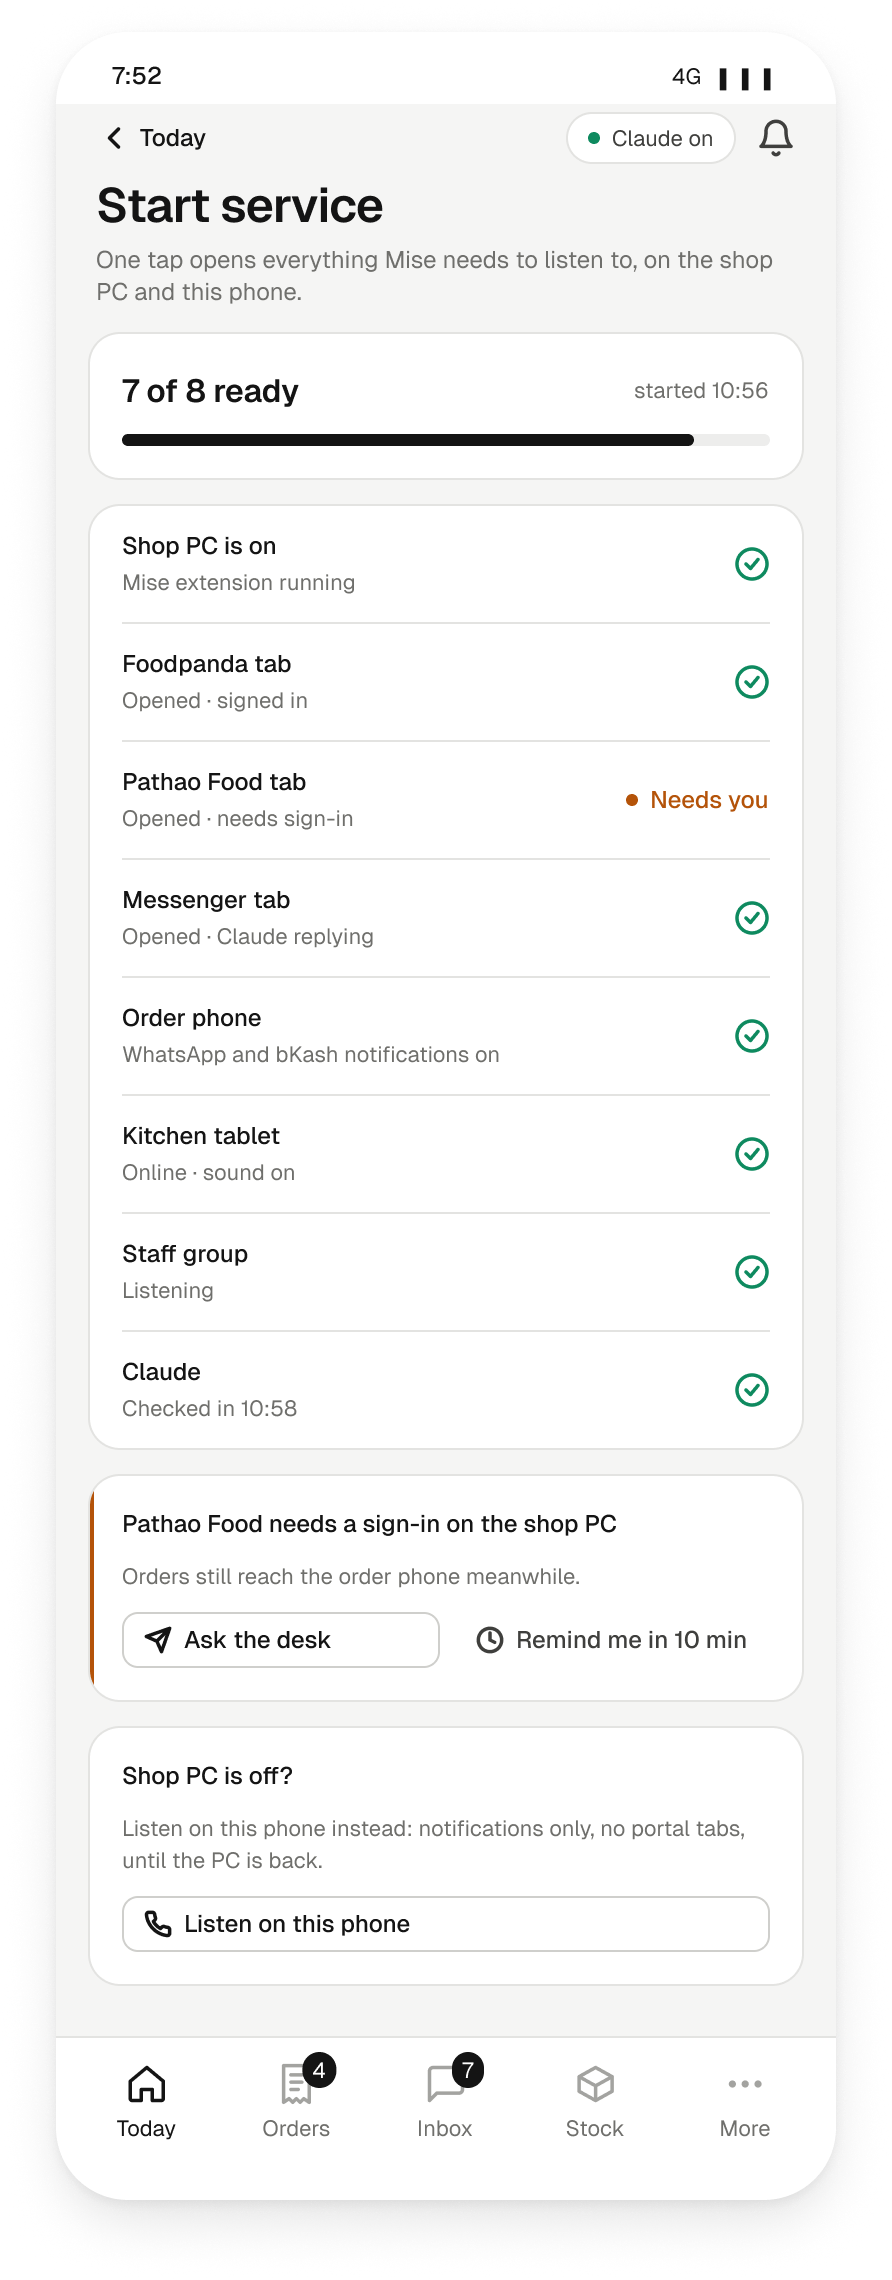 7:52
4G
Today
Claude on
Start service
One tap opens everything Mise needs to listen to, on the shop
PC and this phone.
7 of 8 ready
started 10:56
Shop PC is on
Mise extension running
Foodpanda tab
Opened · signed in
Pathao Food tab
Opened · needs sign-in
Needs you
Messenger tab
Opened · Claude replying
Order phone
WhatsApp and bKash notifications on
Kitchen tablet
Online · sound on
Staff group
Listening
Claude
Checked in 10:58
Pathao Food needs a sign-in on the shop PC
Orders still reach the order phone meanwhile.
Ask the desk
Remind me in 10 min
Shop PC is off?
Listen on this phone instead: notifications only, no portal tabs,
until the PC is back.
Listen on this phone
4
7
Today
Orders
Inbox
Stock
More